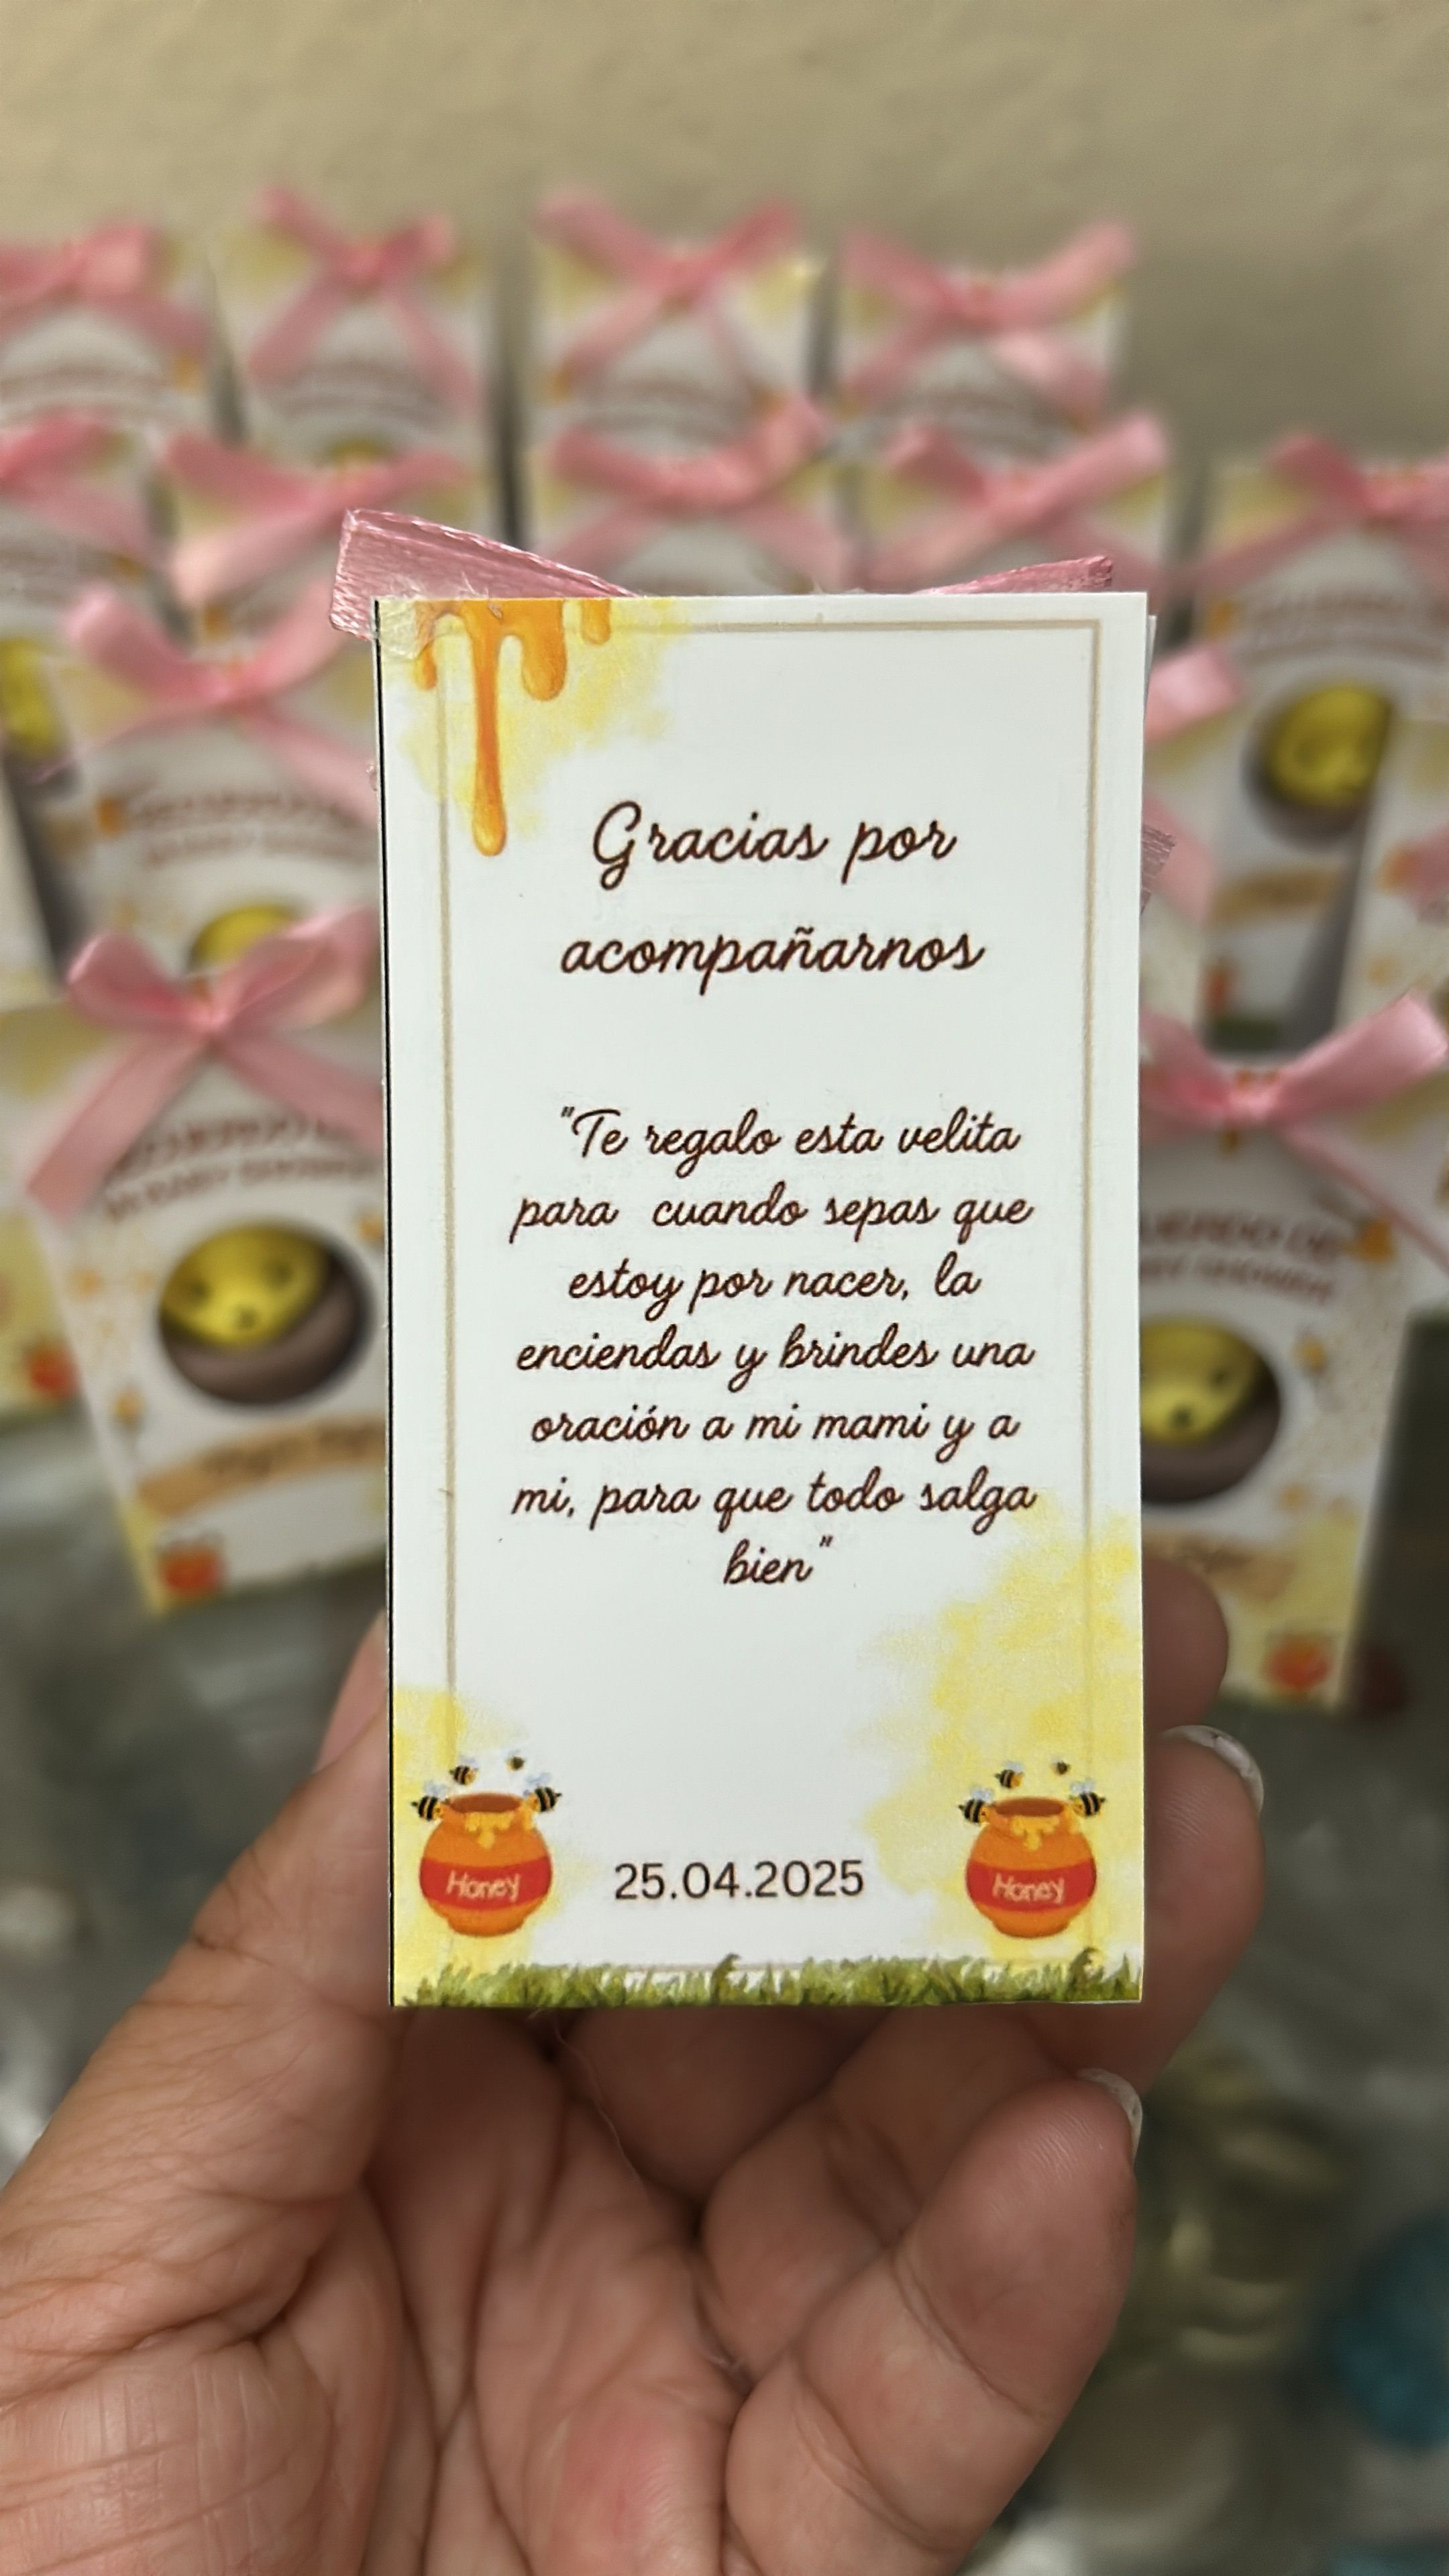 Gracias por
acompañarnos
"Te regalo esta velita
para cuando sepas que
estoy por nacer, la
enciendas y brindes una
oración a mi mami y a
mi, para que todo salga
bien"
Honey
25.04.2025
Honey